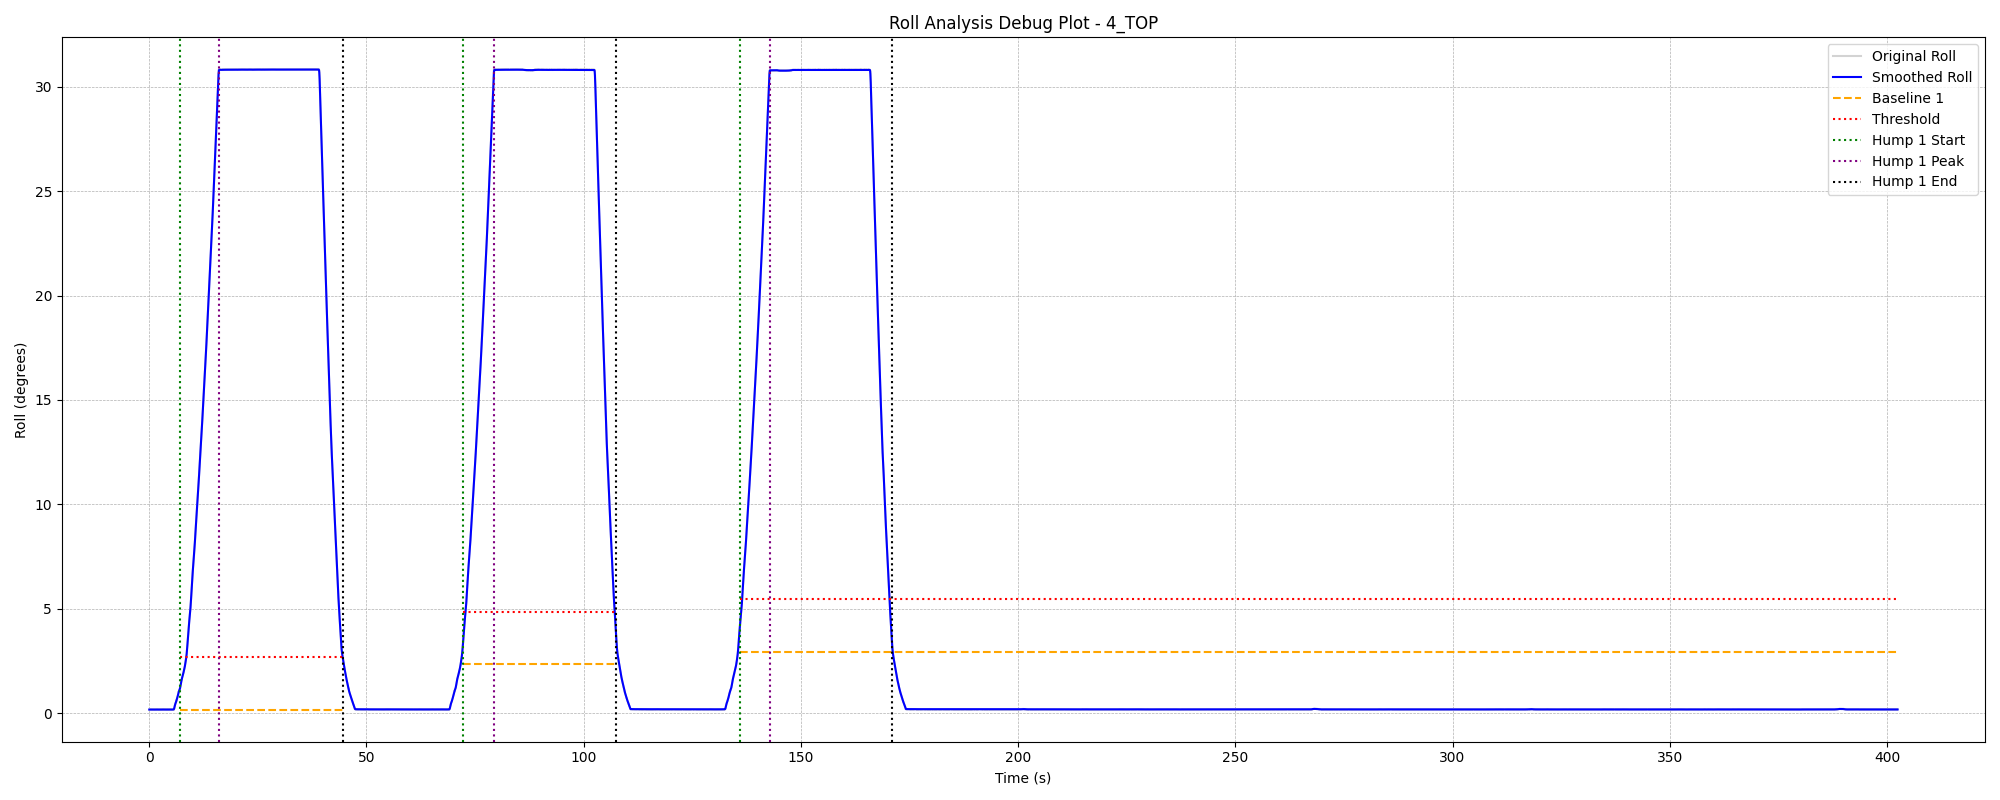 Roll Analysis Debug Plot - 4_TOP
Original Roll
Smoothed Roll
Baseline 1
Threshold
Hump 1 Start
Hump 1 Peak
Hump 1 End
30
25
20
15
10
5
0
Roll (degrees)
0 50 100 150 200 250 300 350 400
Time (s)